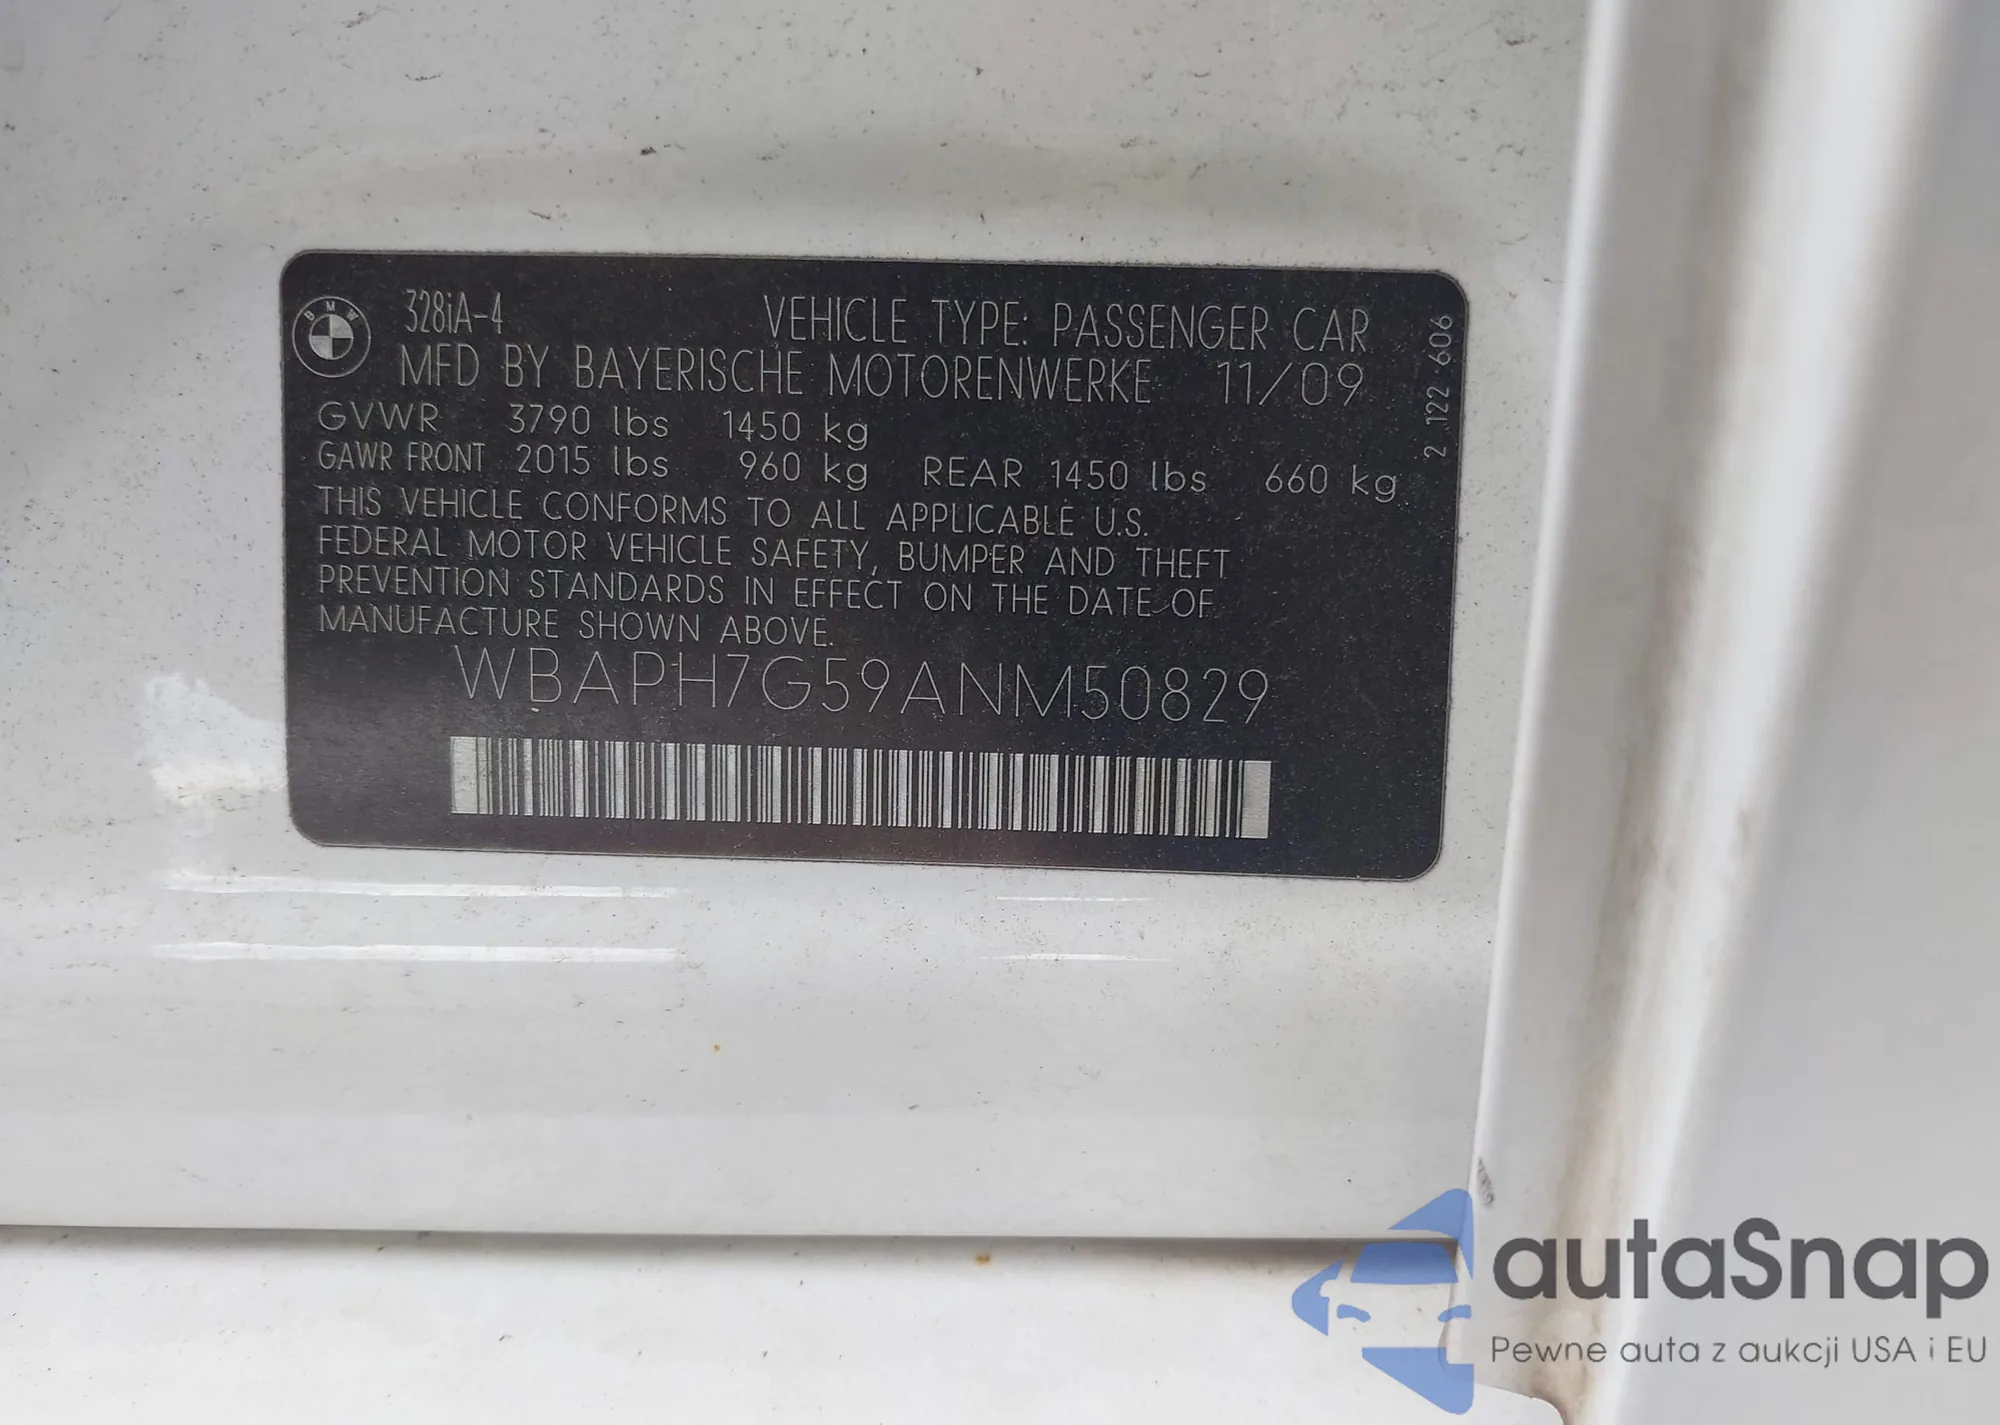 BMW
328iA-4 VEHICLE TYPE: PASSENGER CAR
MFD BY BAYERISCHE MOTORENWERKE 11/09
GVWR 3790 lbs 1450 kg
GAWR FRONT 2015 lbs 960 kg REAR 1450 lbs 660 kg
THIS VEHICLE CONFORMS TO ALL APPLICABLE U.S.
FEDERAL MOTOR VEHICLE SAFETY, BUMPER AND THEFT
PREVENTION STANDARDS IN EFFECT ON THE DATE OF
MANUFACTURE SHOWN ABOVE.
WBAPH7G59ANM50829
2 122 606
autaSnap
Pewne auta z aukcji USA i EU